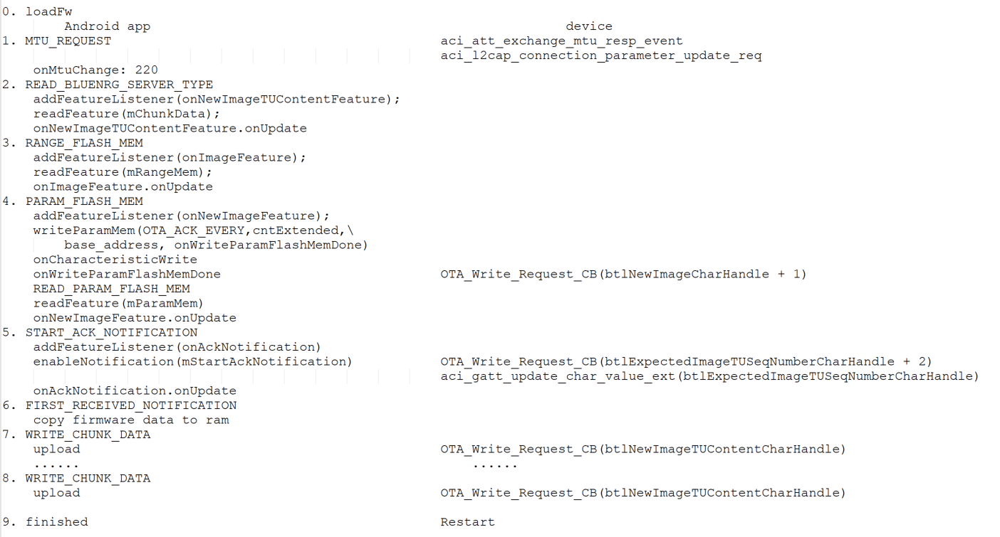 0. loadFw
Android app device
1. MTU_REQUEST aci_att_exchange_mtu_resp_event
aci_l2cap_connection_parameter_update_req
onMtuChange: 220
2. READ_BLUENRG_SERVER_TYPE
addFeatureListener(onNewImageTUContentFeature);
readFeature(mChunkData);
onNewImageTUContentFeature.onUpdate
3. RANGE_FLASH_MEM
addFeatureListener(onImageFeature);
readFeature(mRangeMem);
onImageFeature.onUpdate
4. PARAM_FLASH_MEM
addFeatureListener(onNewImageFeature);
writeParamMem(OTA_ACK_EVERY,cntExtended,\
base_address, onWriteParamFlashMemDone)
onCharacteristicWrite
onWriteParamFlashMemDone OTA_Write_Request_CB(btlNewImageCharHandle + 1)
READ_PARAM_FLASH_MEM
readFeature(mParamMem)
onNewImageFeature.onUpdate
5. START_ACK_NOTIFICATION
addFeatureListener(onAckNotification)
enableNotification(mStartAckNotification) OTA_Write_Request_CB(btlExpectedImageTUSeqNumberCharHandle + 2)
aci_gatt_update_char_value_ext(btlExpectedImageTUSeqNumberCharHandle)
onAckNotification.onUpdate
6. FIRST_RECEIVED_NOTIFICATION
copy firmware data to ram
7. WRITE_CHUNK_DATA
upload OTA_Write_Request_CB(btlNewImageTUContentCharHandle)
...... ......
8. WRITE_CHUNK_DATA
upload OTA_Write_Request_CB(btlNewImageTUContentCharHandle)
9. finished Restart